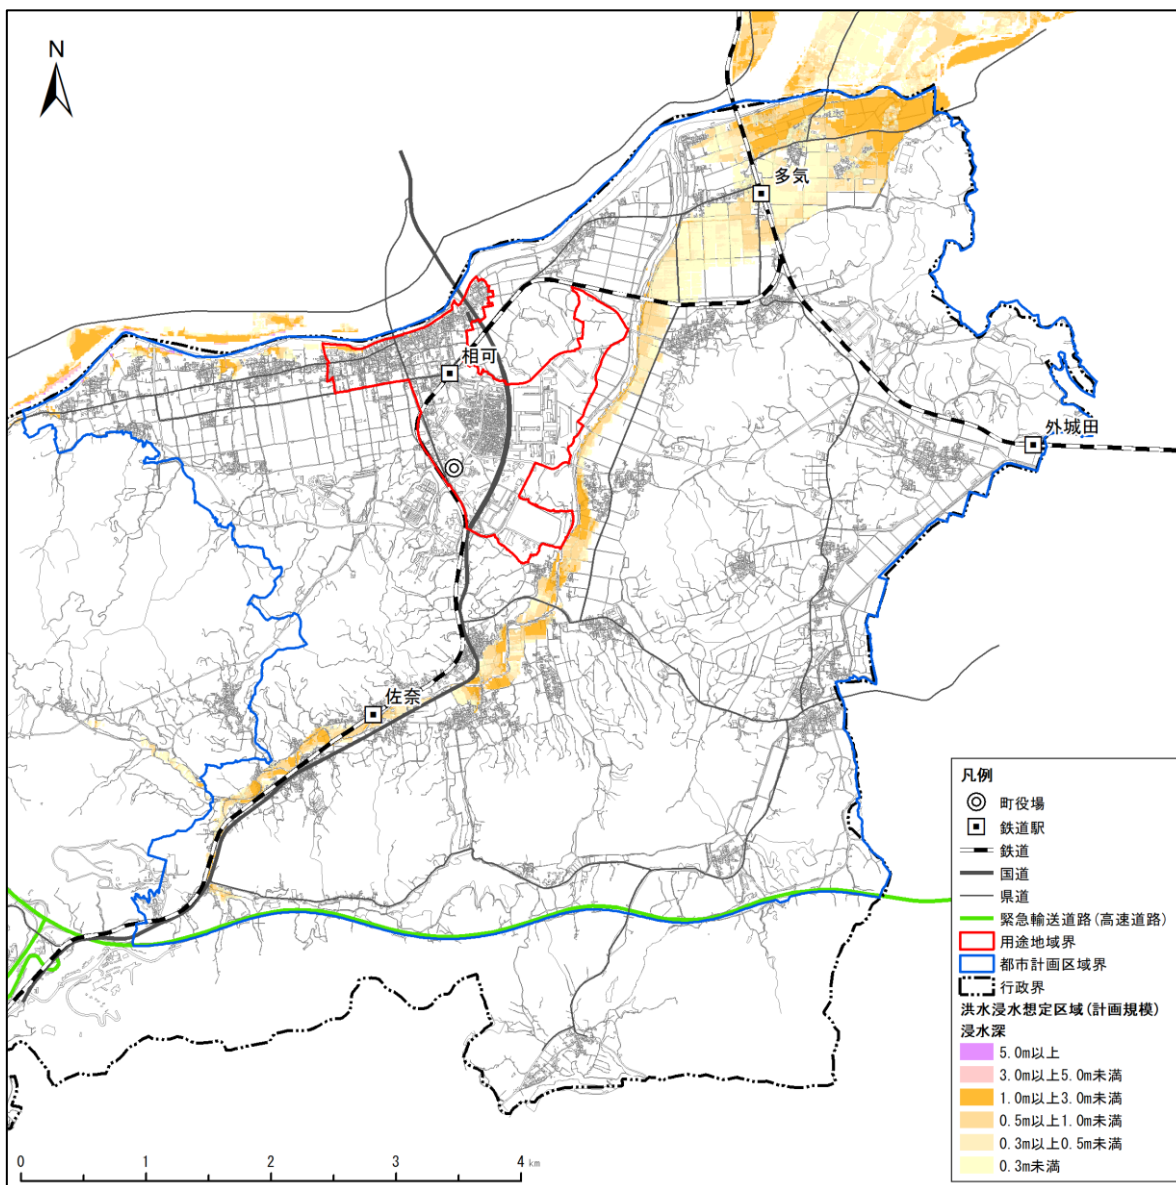 N
多気
相可
外城田
佐奈
凡例
町役場
鉄道駅
鉄道
国道
県道
緊急輸送道路(高速道路)
用途地域界
都市計画区域界
行政界
洪水浸水想定区域(計画規模)
浸水深
5.0m以上
3.0m以上5.0m未満
1.0m以上3.0m未満
0.5m以上1.0m未満
0.3m以上0.5m未満
0.3m未満
0 1 2 3 4 km